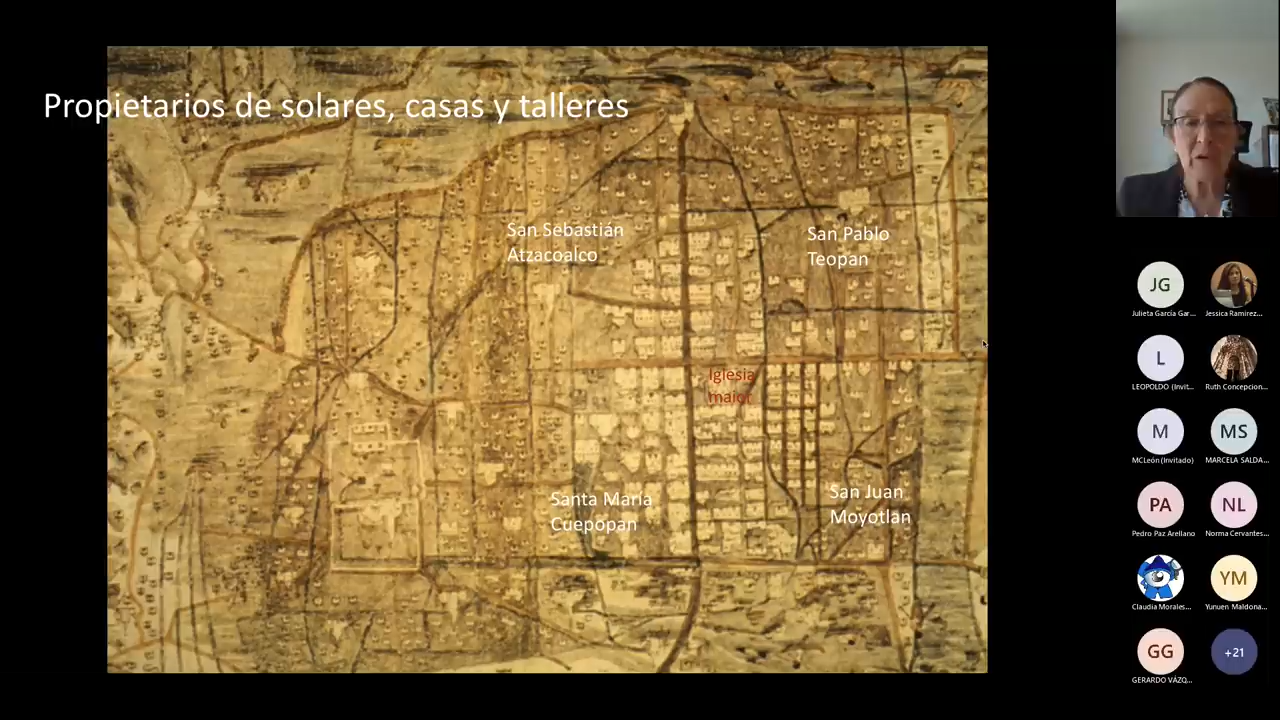 Propietarios de solares, casas y talleres
San Sebastián
Atzacoalco
San Pablo
Teopan
Iglesia
maior
Santa María
Cuepopan
San Juan
Moyotlan
JG
Julieta García Gar...
Jessica Ramirez...
L
LEOPOLDO (Invit...
Ruth Concepcion...
M
MCLeón (Invitado)
MS
MARCELA SALDA...
PA
Pedro Paz Arellano
NL
Norma Cervantes...
Claudia Morales...
YM
Yunuen Maldona...
GG
GERARDO VÁZQ...
+21